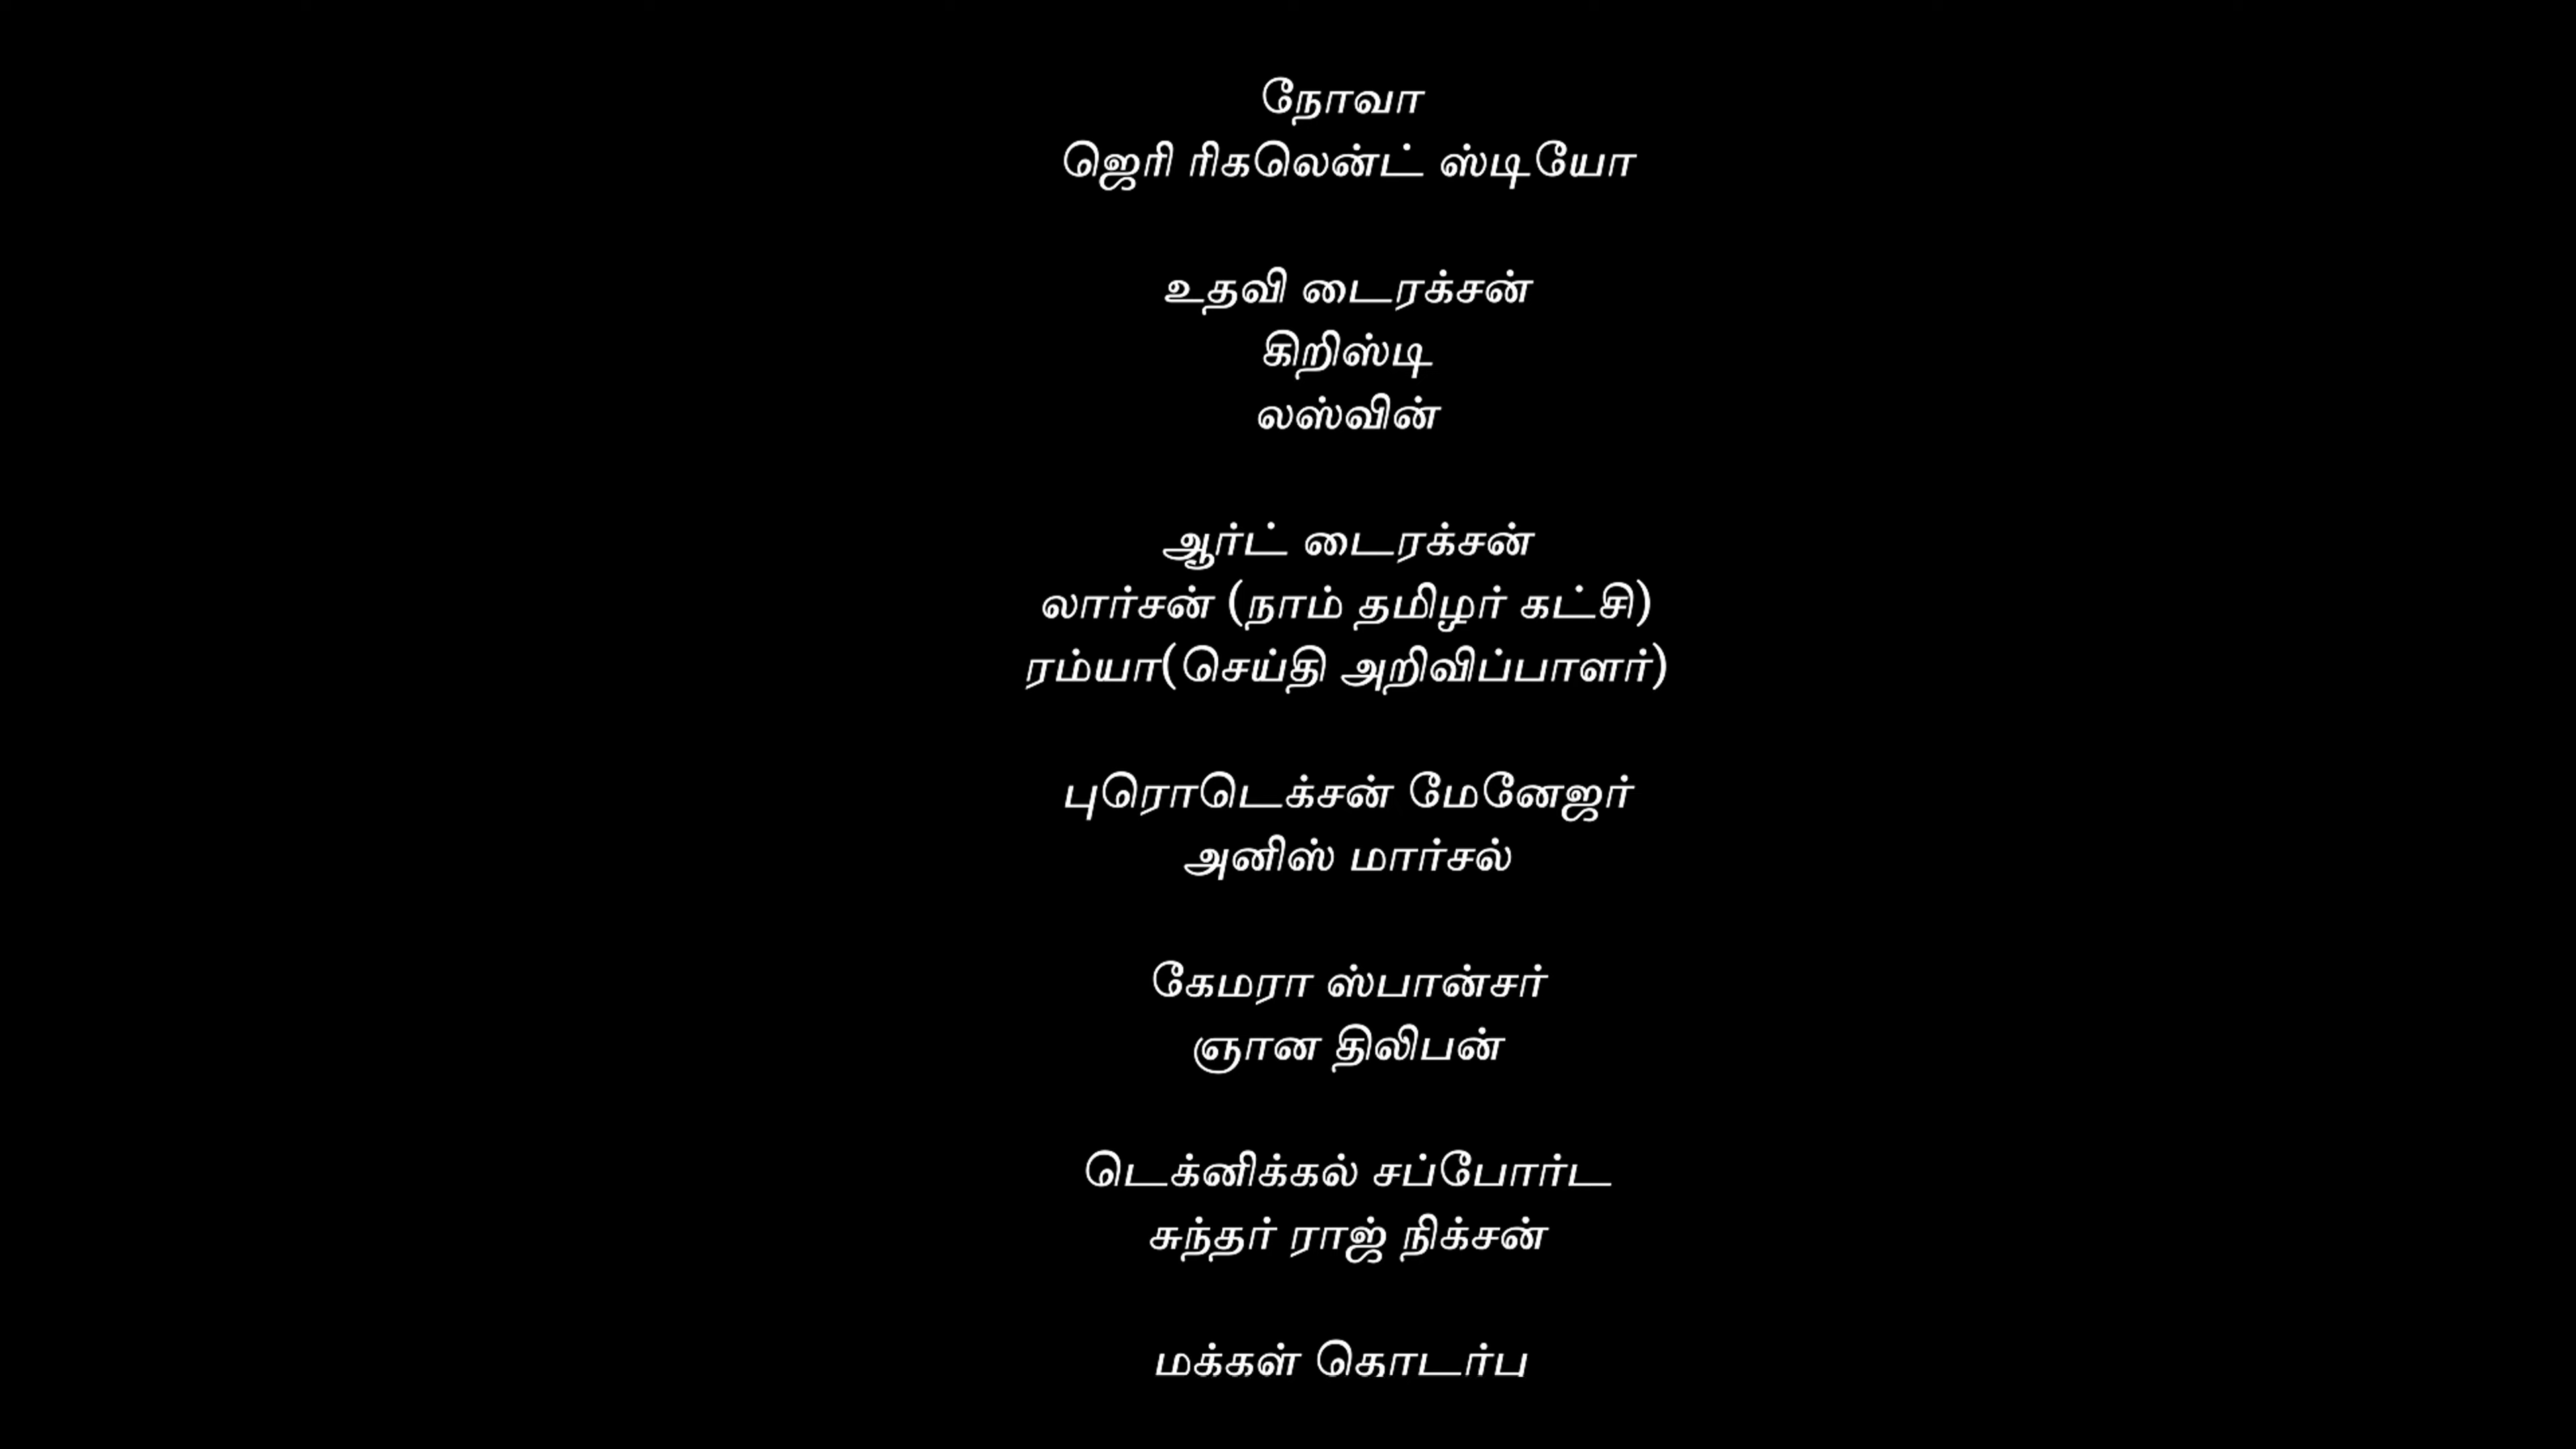 நோவா
ஜெரி ரிகலென்ட் ஸ்டியோ
உதவி டைரக்சன்
கிறிஸ்டி
லஸ்வின்
ஆர்ட் டைரக்சன்
லார்சன் (நாம் தமிழர் கட்சி)
ரம்யா(செய்தி அறிவிப்பாளர்)
புரொடெக்சன் மேனேஜர்
அனிஸ் மார்சல்
கேமரா ஸ்பான்சர்
ஞான திலிபன்
டெக்னிக்கல் சப்போர்ட
சுந்தர் ராஜ் நிக்சன்
மக்கள் தொடர்பு